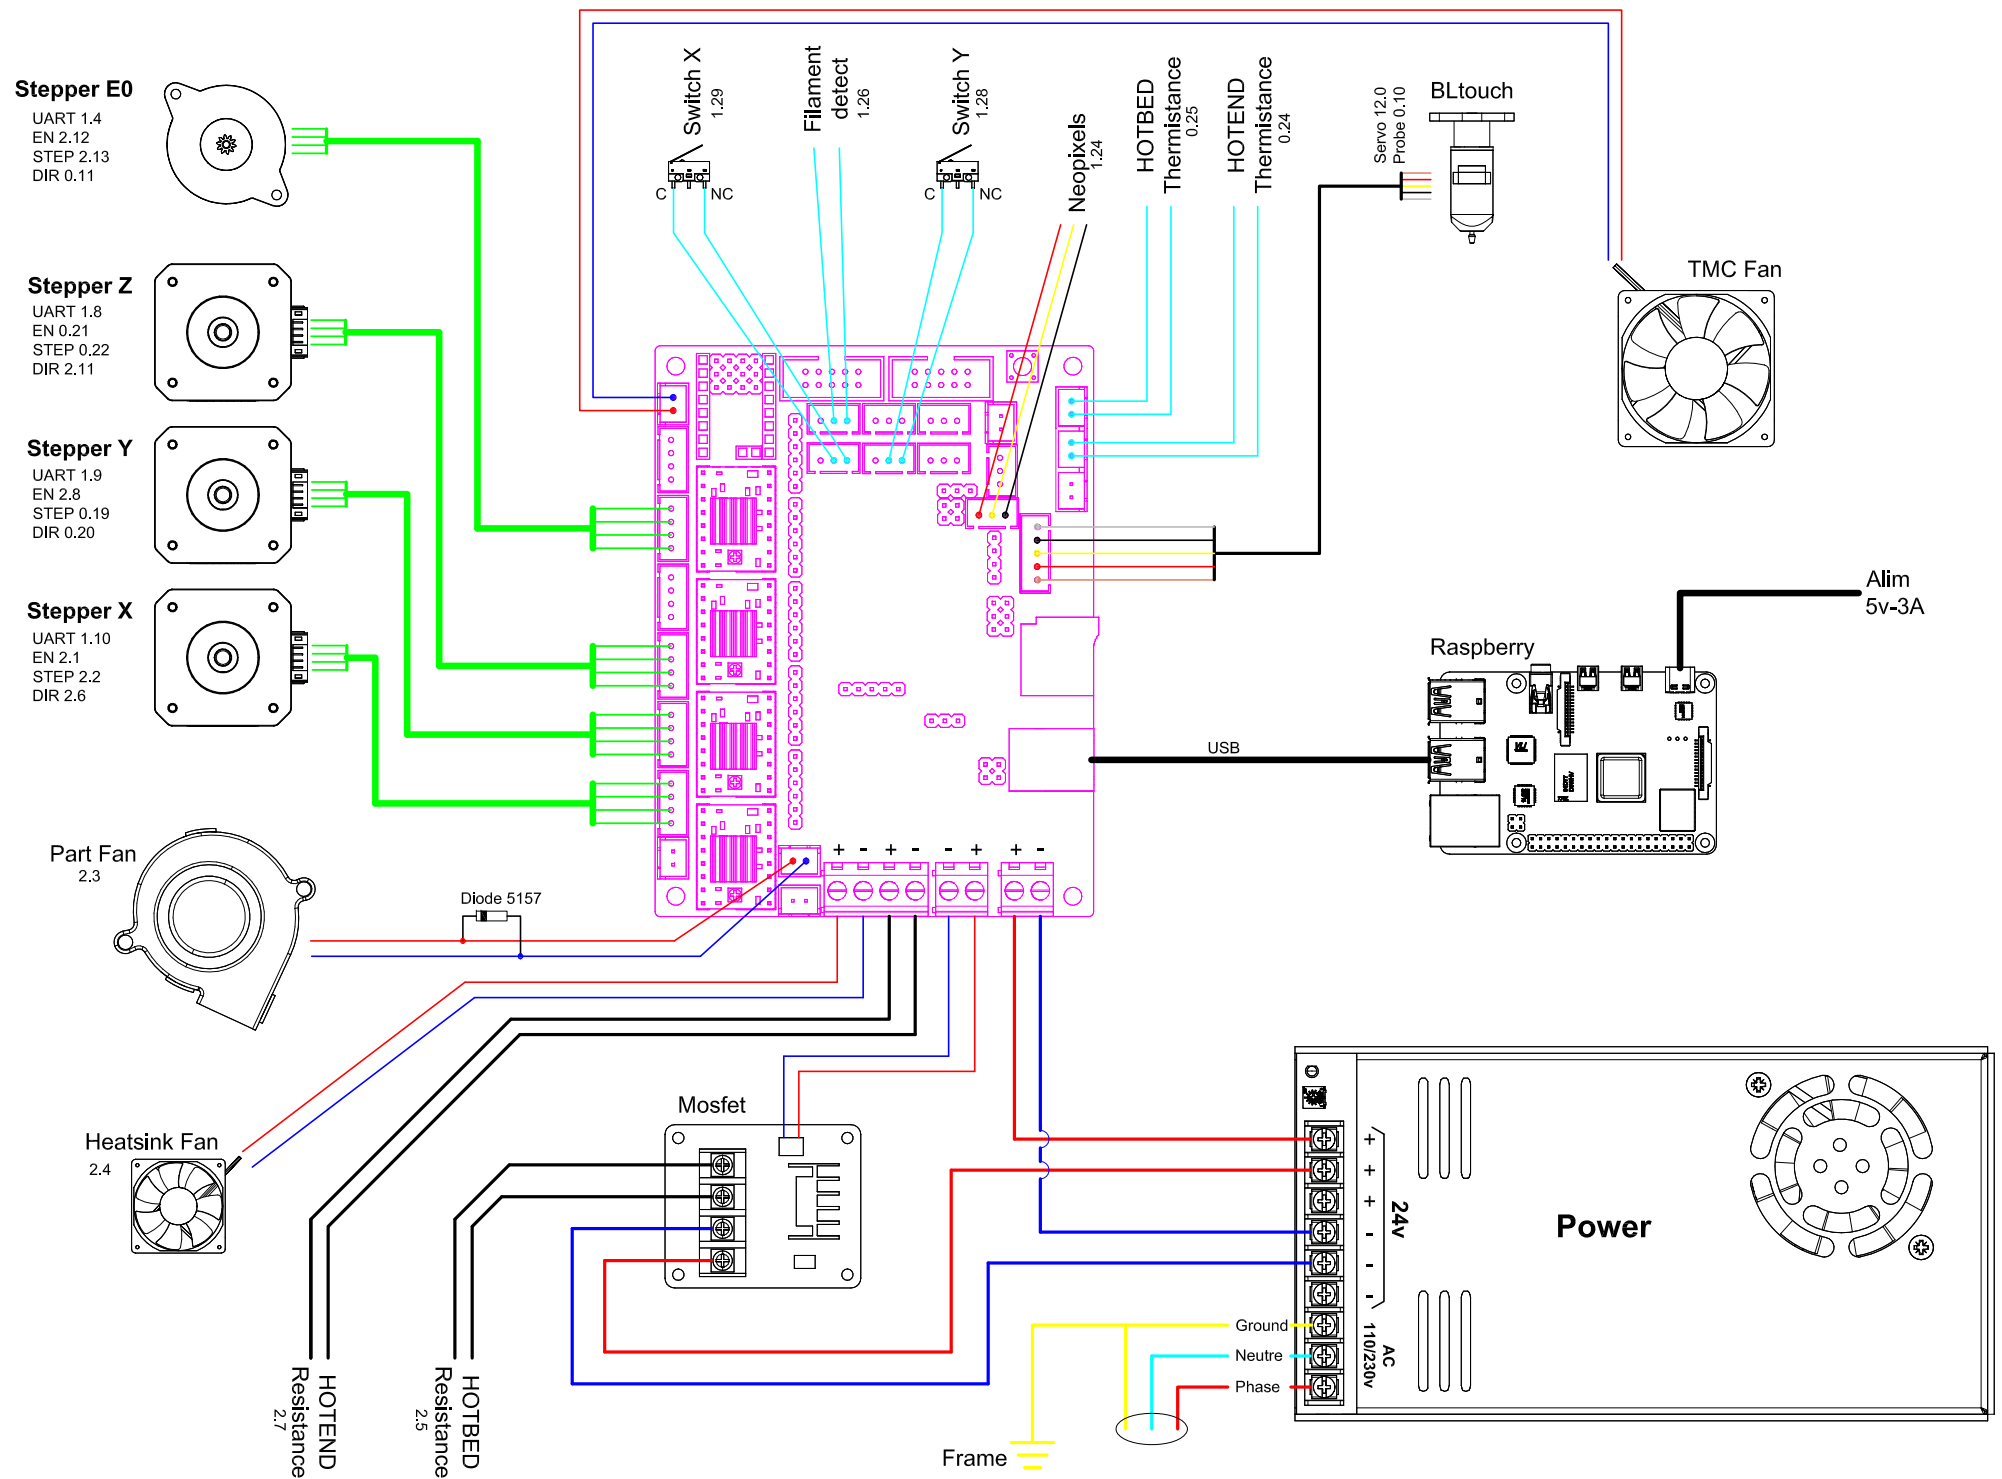 Stepper E0
UART 1.4
EN 2.12
STEP 2.13
DIR 0.11
Stepper Z
UART 1.8
EN 0.21
STEP 0.22
DIR 2.11
Stepper Y
UART 1.9
EN 2.8
STEP 0.19
DIR 0.20
Stepper X
UART 1.10
EN 2.1
STEP 2.2
DIR 2.6
Part Fan
2.3
Diode 5157
Heatsink Fan
2.4
Switch X
1.29
C
NC
Filament
detect
1.26
Switch Y
1.28
C
NC
Neopixels
1.24
HOTBED
Thermistance
0.25
HOTEND
Thermistance
0.24
Servo 12.0
Probe 0.10
BLtouch
TMC Fan
Alim
5v-3A
Raspberry
USB
+ - + - - + + -
Mosfet
HOTEND
Resistance
2.7
HOTBED
Resistance
2.5
+
+
+
-
-
-
24v
Power
Ground
Neutre
Phase
AC
110/230v
Frame